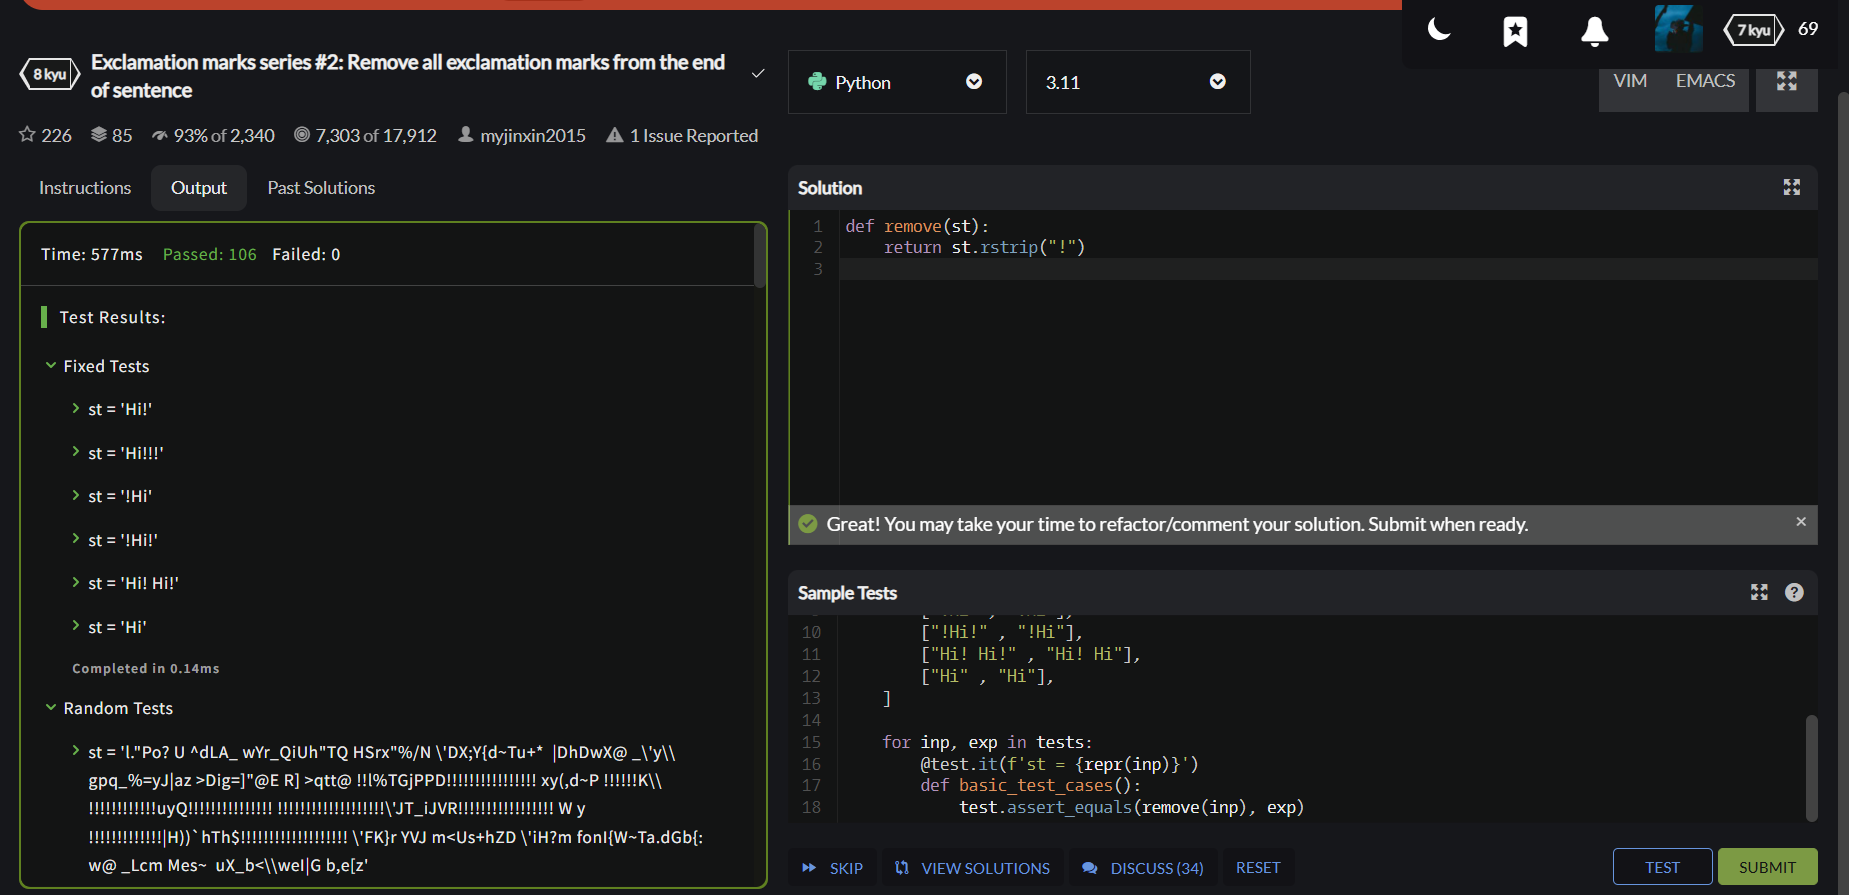 7 kyu 69
8 kyu Exclamation marks series #2: Remove all exclamation marks from the end
of sentence
226 85 93% of 2,340 7,303 of 17,912 myjinxin2015 1 Issue Reported
Python
3.11
VIM EMACS
Instructions Output Past Solutions
Time: 577ms Passed: 106 Failed: 0
Test Results:
Fixed Tests
st = 'Hi!'
st = 'Hi!!!'
st = '!Hi'
st = '!Hi!'
st = 'Hi! Hi!'
st = 'Hi'
Completed in 0.14ms
Random Tests
st = 'l."Po? U ^dLA_ wYr_QiUh"TQ HSrx"%/N \'DX;Y{d~Tu+* |DhDwX@ _\'y\\
gpq_%=yJ|az >Dig=]"@E R] >qtt@ !!l%TGjPPD!!!!!!!!!!!!!!!! xy(,d~P !!!!!!K\\
!!!!!!!!!!!!uyQ!!!!!!!!!!!!!!! !!!!!!!!!!!!!!!!!!!\'JT_iJVR!!!!!!!!!!!!!!!!! W y
!!!!!!!!!!!!!|H))`hTh$!!!!!!!!!!!!!!!!!!! \'FK}r YVJ m<Us+hZD \'iH?m fonI{W~Ta.dGb{:
w@ _Lcm Mes~ uX_b<\\weI|G b,e[z'
Solution
1 def remove(st):
2 return st.rstrip("!")
3
Great! You may take your time to refactor/comment your solution. Submit when ready.
Sample Tests
10 ["!Hi!" , "!Hi"],
11 ["Hi! Hi!" , "Hi! Hi"],
12 ["Hi" , "Hi"],
13 ]
14
15 for inp, exp in tests:
16 @test.it(f'st = {repr(inp)}')
17 def basic_test_cases():
18 test.assert_equals(remove(inp), exp)
SKIP VIEW SOLUTIONS DISCUSS (34) RESET TEST SUBMIT